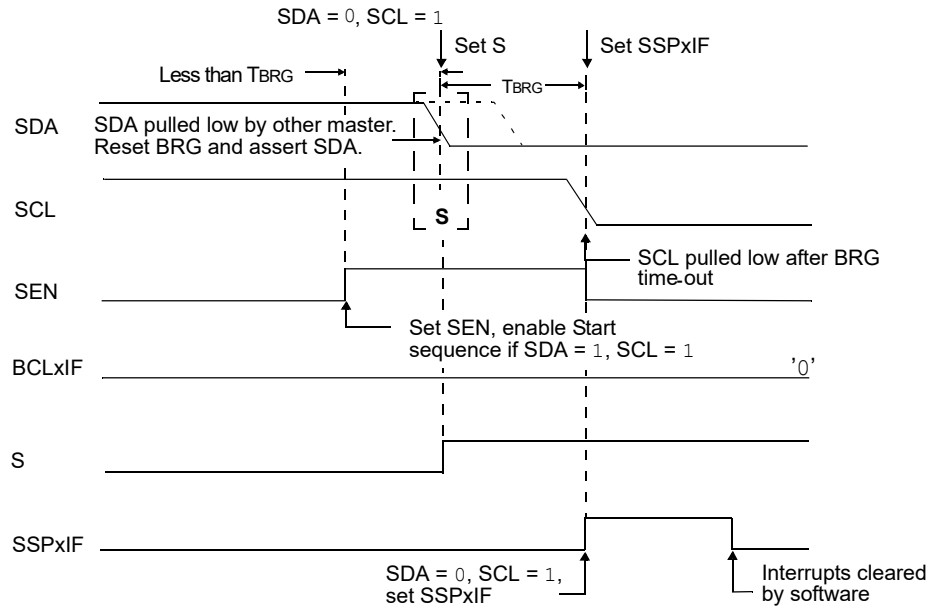 SDA = 0, SCL = 1
Set S
Set SSPxIF
Less than TBRG
TBRG
SDA
SDA pulled low by other master.
Reset BRG and assert SDA.
SCL
S
SCL pulled low after BRG
time-out
SEN
Set SEN, enable Start
sequence if SDA = 1, SCL = 1
BCLxIF
'0'
S
SSPxIF
SDA = 0, SCL = 1,
set SSPxIF
Interrupts cleared
by software